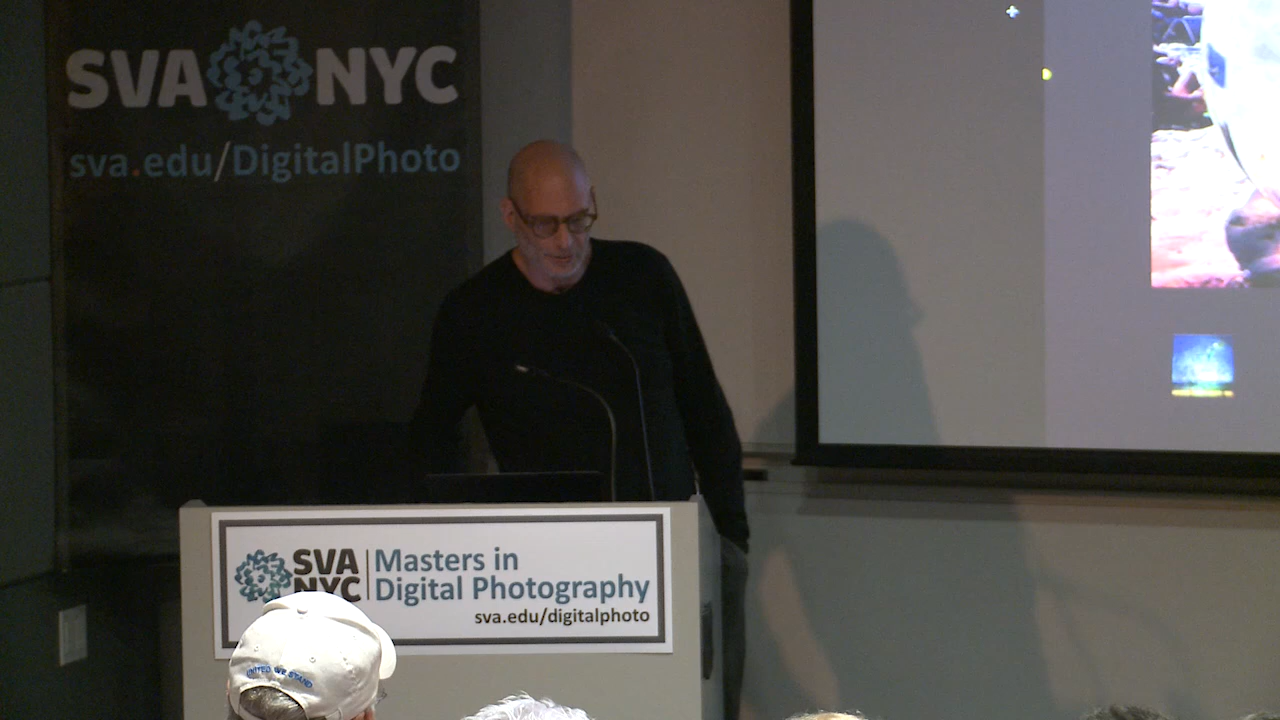 SVA NYC
sva.edu/DigitalPhoto
SVA
NYC
Masters in
Digital Photography
sva.edu/digitalphoto
UNITED WE STAND